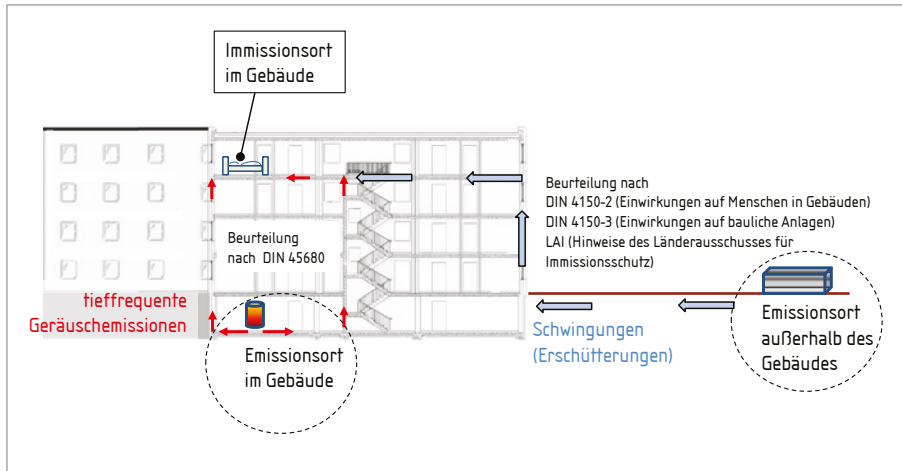 Immissionsort
im Gebäude
Beurteilung nach
DIN 4150-2 (Einwirkungen auf Menschen in Gebäuden)
DIN 4150-3 (Einwirkungen auf bauliche Anlagen)
LAI (Hinweise des Länderausschusses für
Immissionsschutz)
Beurteilung
nach DIN 45680
tieffrequente
Geräuschemissionen
Emissionsort
im Gebäude
Schwingungen
(Erschütterungen)
Emissionsort
außerhalb des
Gebäudes